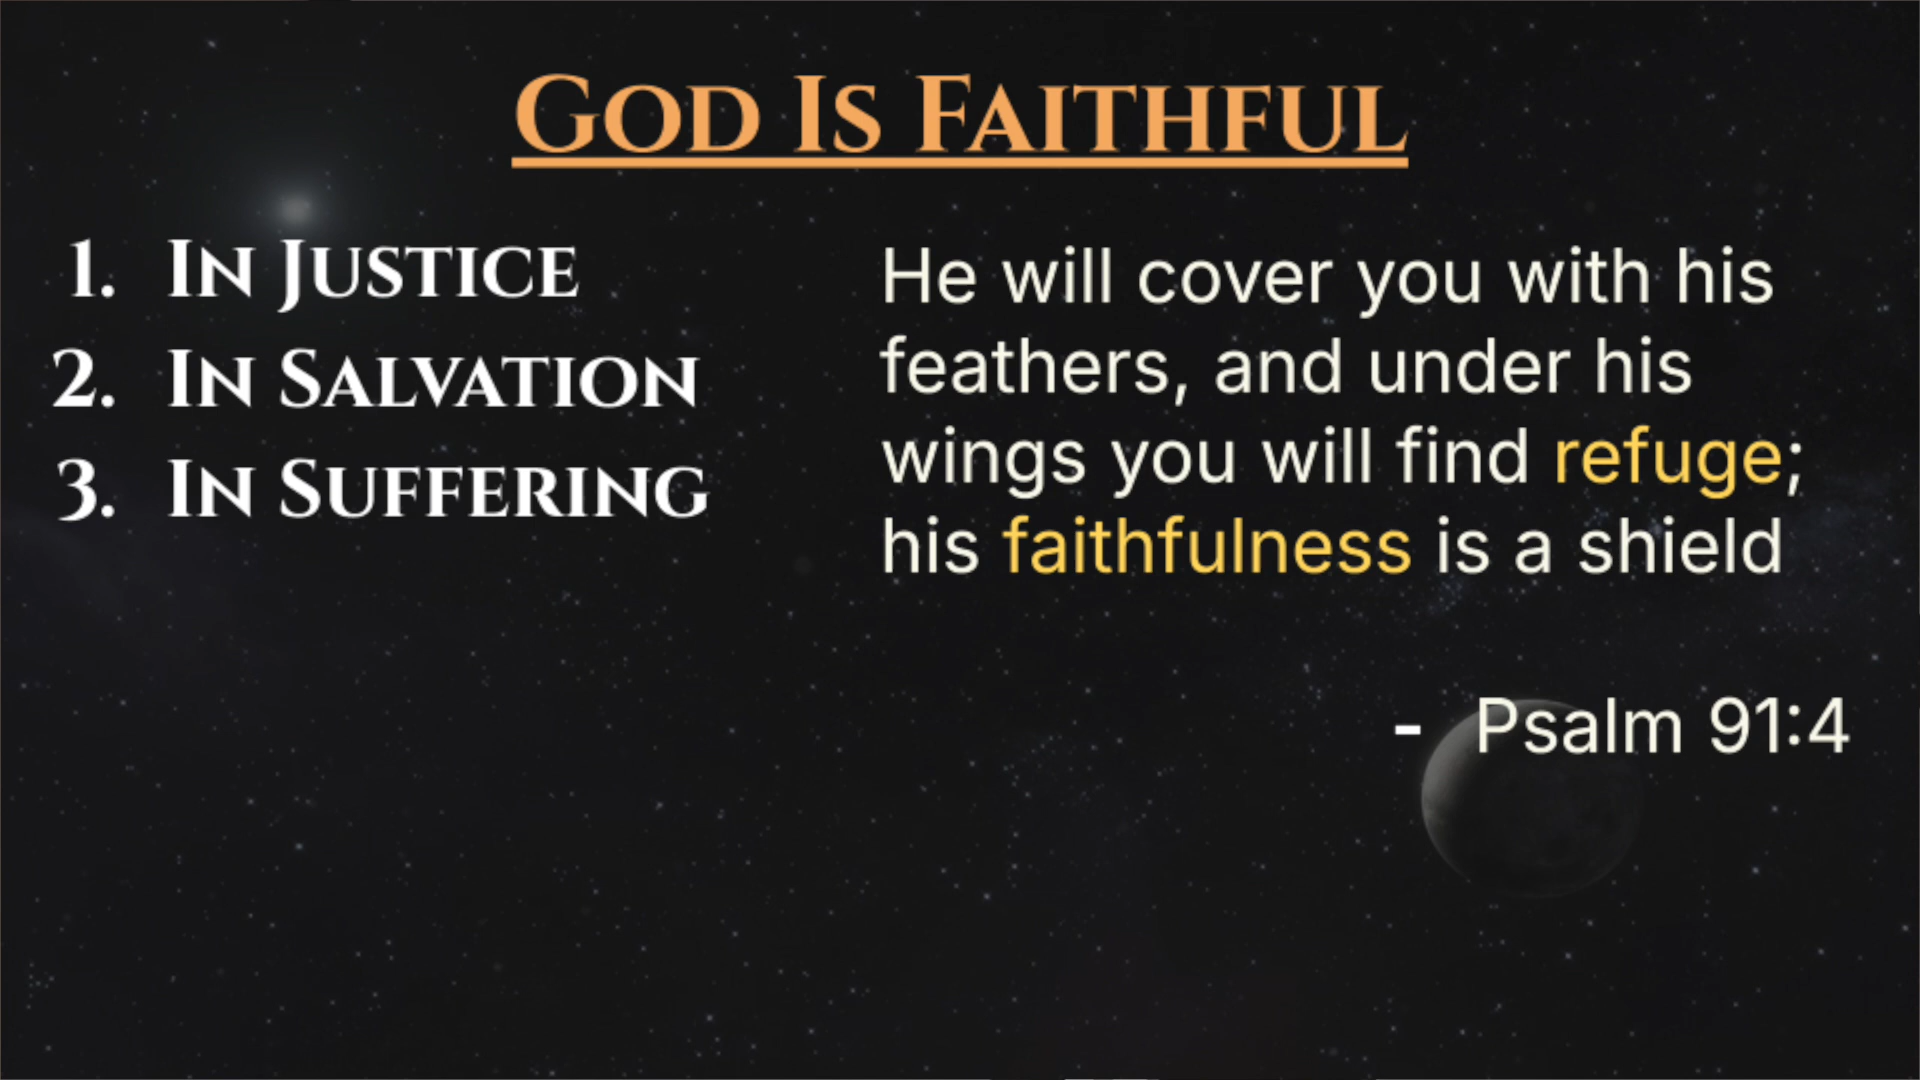 God Is Faithful
1. In Justice
2. In Salvation
3. In Suffering
He will cover you with his
feathers, and under his
wings you will find refuge;
his faithfulness is a shield
- Psalm 91:4